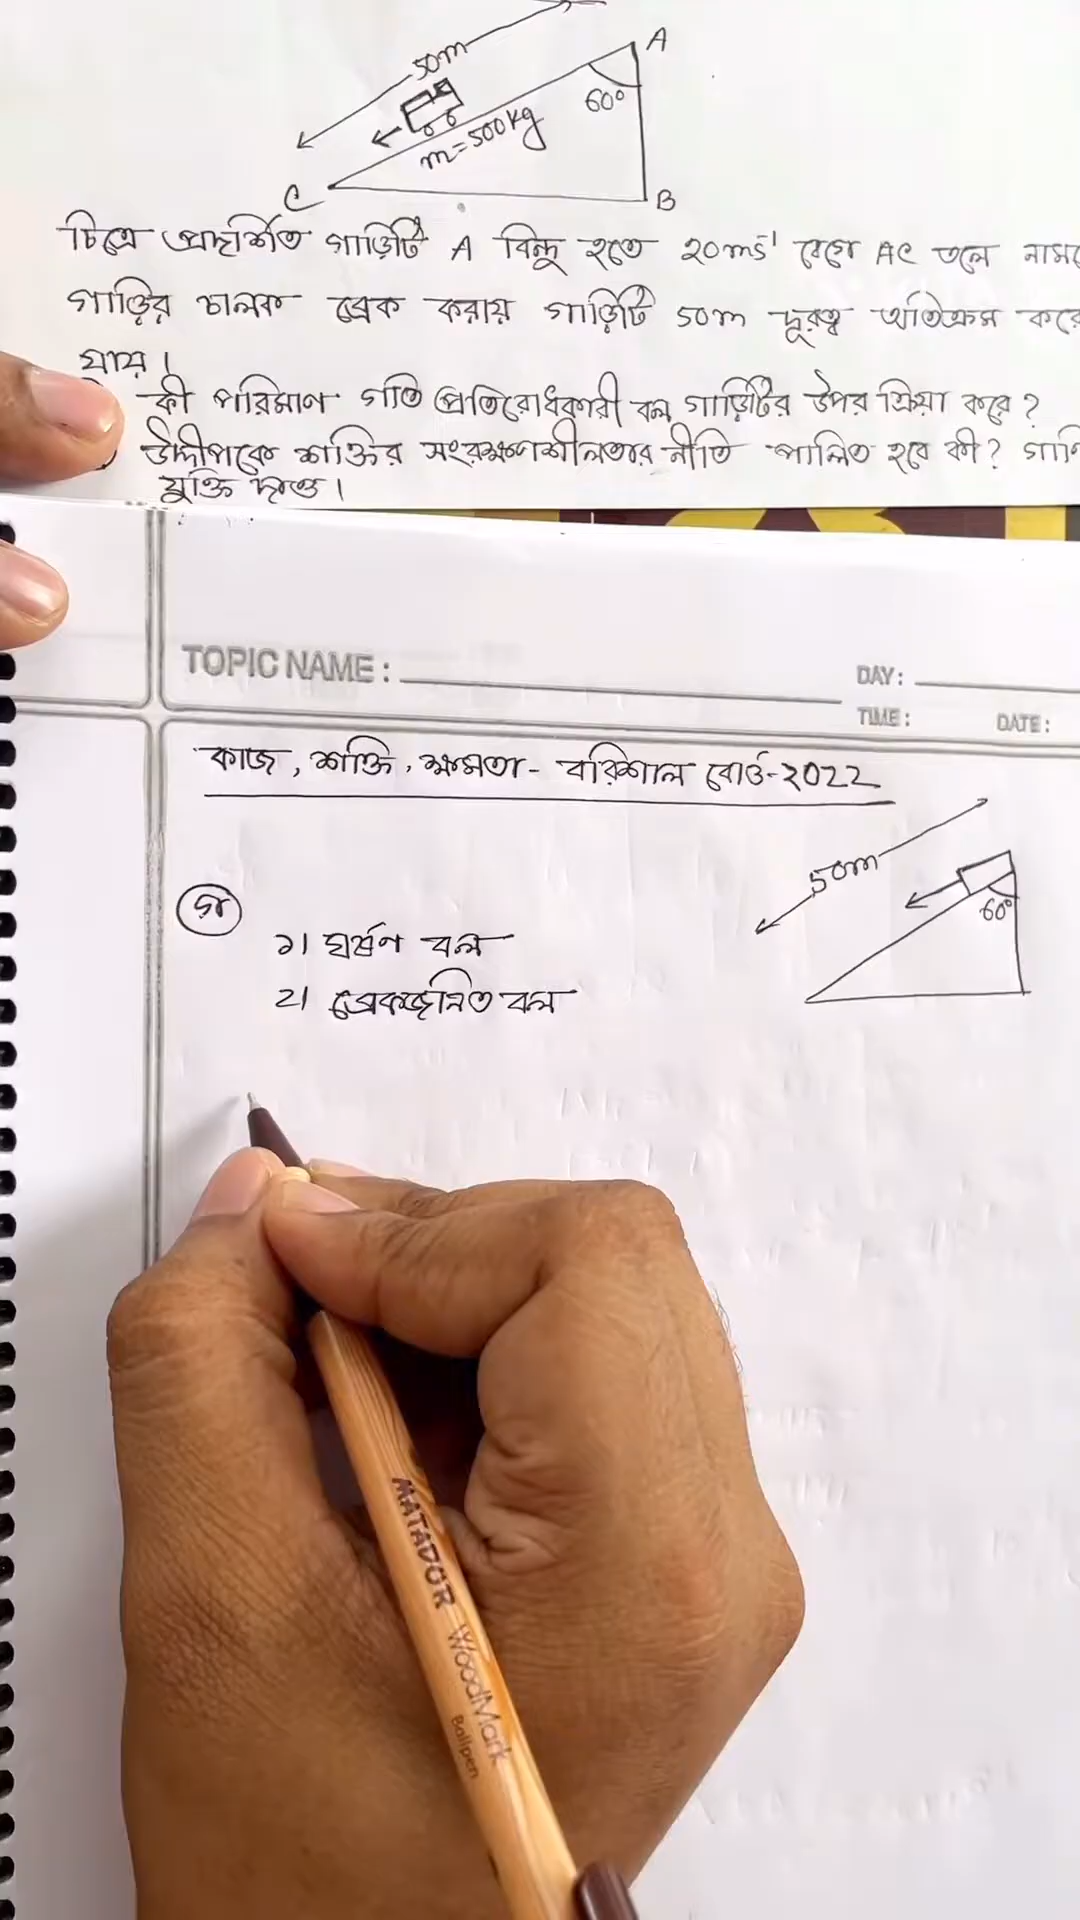 50m
A
60°
m=500kg
C
B
চিত্রে প্রদর্শিত গাড়িটি A বিন্দু হতে 20ms⁻¹ বেগে AC তলে নামছে
গাড়ির চালক ব্রেক করায় গাড়িটি 50m দূরত্ব অতিক্রম করে
যায়।
কী পরিমাণ গতি প্রতিরোধকারী বল গাড়িটির উপর ক্রিয়া করে?
উদ্দীপকে শক্তির সংরক্ষণশীলতার নীতি পালিত হবে কী?
যুক্তি দাও।
TOPIC NAME :
DAY :
TIME :
DATE :
কাজ, শক্তি, ক্ষমতা - বরিশাল বোর্ড-২022
50m
60°
গ
১। ঘর্ষণ বল
২। ব্রেকজনিত বল
MATADOR WoodMark
Ballpen